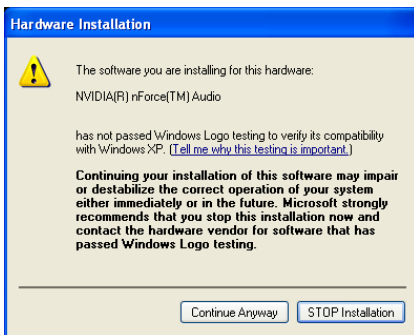 Hardware Installation
The software you are installing for this hardware:
NVIDIA(R) nForce(TM) Audio
has not passed Windows Logo testing to verify its compatibility
with Windows XP. (Tell me why this testing is important.)
Continuing your installation of this software may impair
or destabilize the correct operation of your system
either immediately or in the future. Microsoft strongly
recommends that you stop this installation now and
contact the hardware vendor for software that has
passed Windows Logo testing.
Continue Anyway STOP Installation